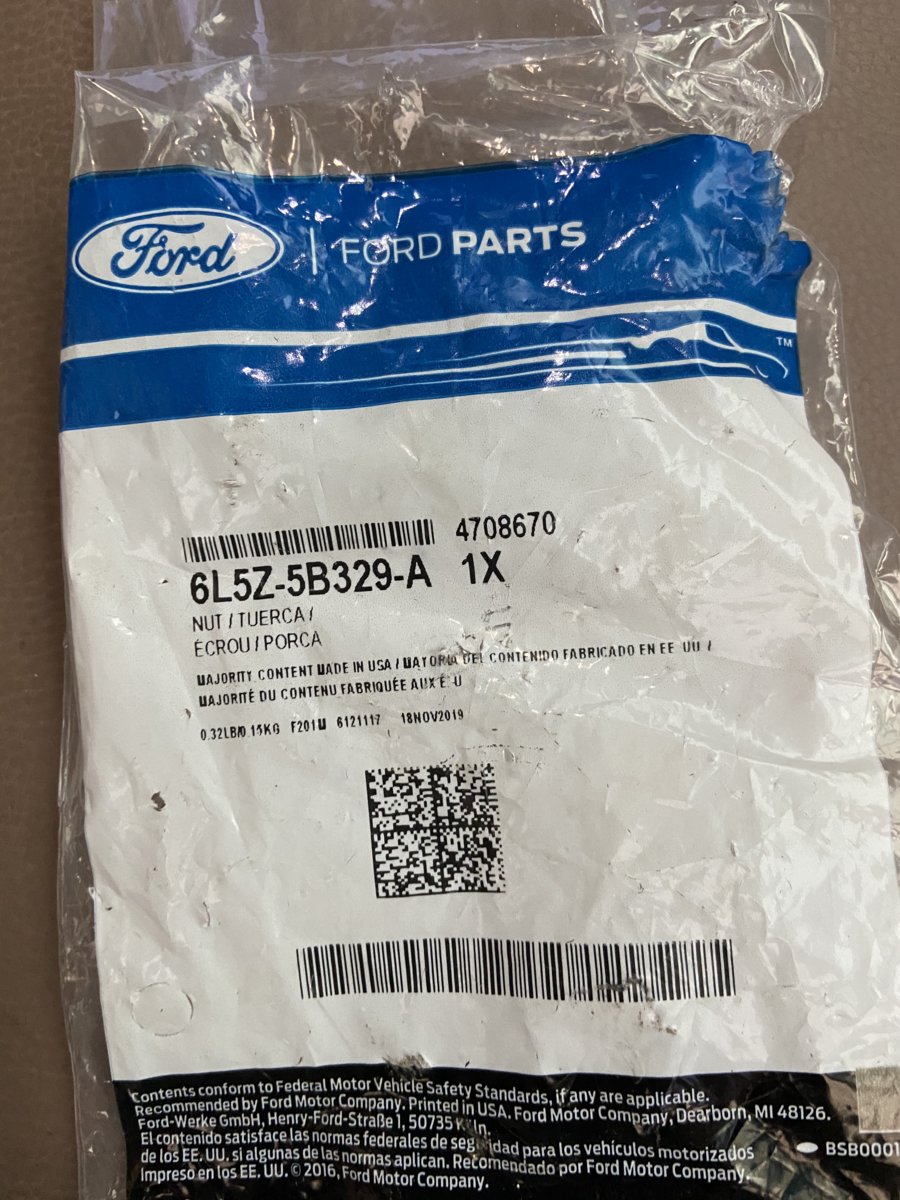 Ford | FORD PARTS
TM
4708670
6L5Z-5B329-A 1X
NUT / TUERCA /
ÉCROU / PORCA
MAJORITY CONTENT MADE IN USA / MAYORIA DEL CONTENIDO FABRICADO EN EE UU /
MAJORITÉ DU CONTENU FABRIQUÉE AUX É U
0.32LB/0.15KG F201M 6121117 18NOV2019
Contents conform to Federal Motor Vehicle Safety Standards, if any are applicable.
Recommended by Ford Motor Company. Printed in USA. Ford Motor Company, Dearborn, MI 48126.
Ford-Werke GmbH, Henry-Ford-Straße 1, 50735 K ln.
El contenido satisface las normas federales de seg idad para los vehículos motorizados
de los EE. UU. si algunas de las normas aplican. Recomendado por Ford Motor Company.
Impreso en los EE. UU. © 2016, Ford Motor Company.
BSB0001